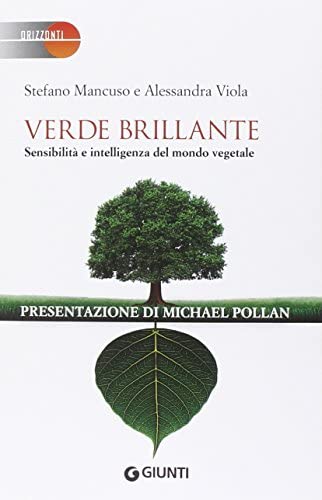 ORIZZONTI
Stefano Mancuso e Alessandra Viola
VERDE BRILLANTE
Sensibilità e intelligenza del mondo vegetale
PRESENTAZIONE DI MICHAEL POLLAN
GIUNTI